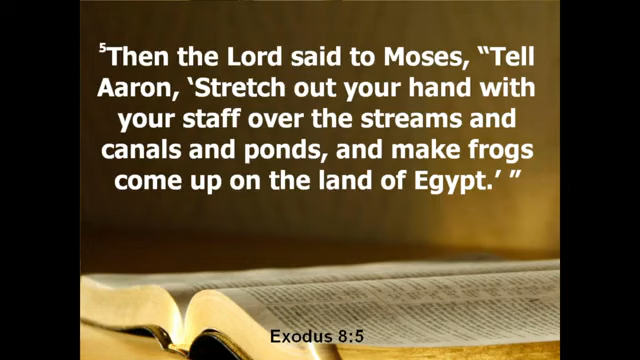 ⁵Then the Lord said to Moses, “Tell
Aaron, ‘Stretch out your hand with
your staff over the streams and
canals and ponds, and make frogs
come up on the land of Egypt.’ ”
Exodus 8:5